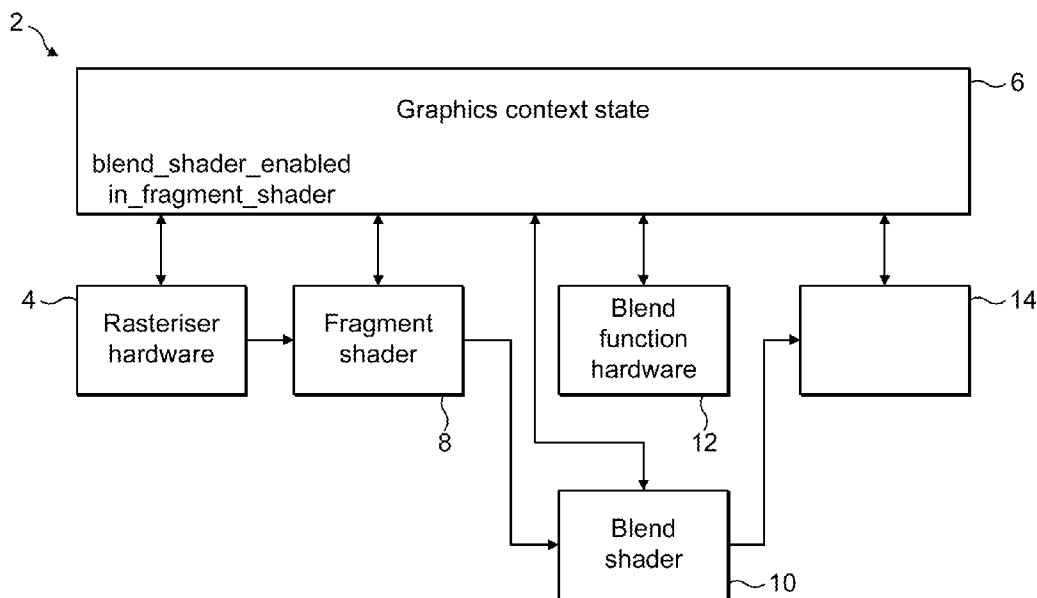 2
6
Graphics context state
blend_shader_enabled
in_fragment_shader
4
Rasteriser
hardware
Fragment
shader
8
Blend
function
hardware
12
14
Blend
shader
10